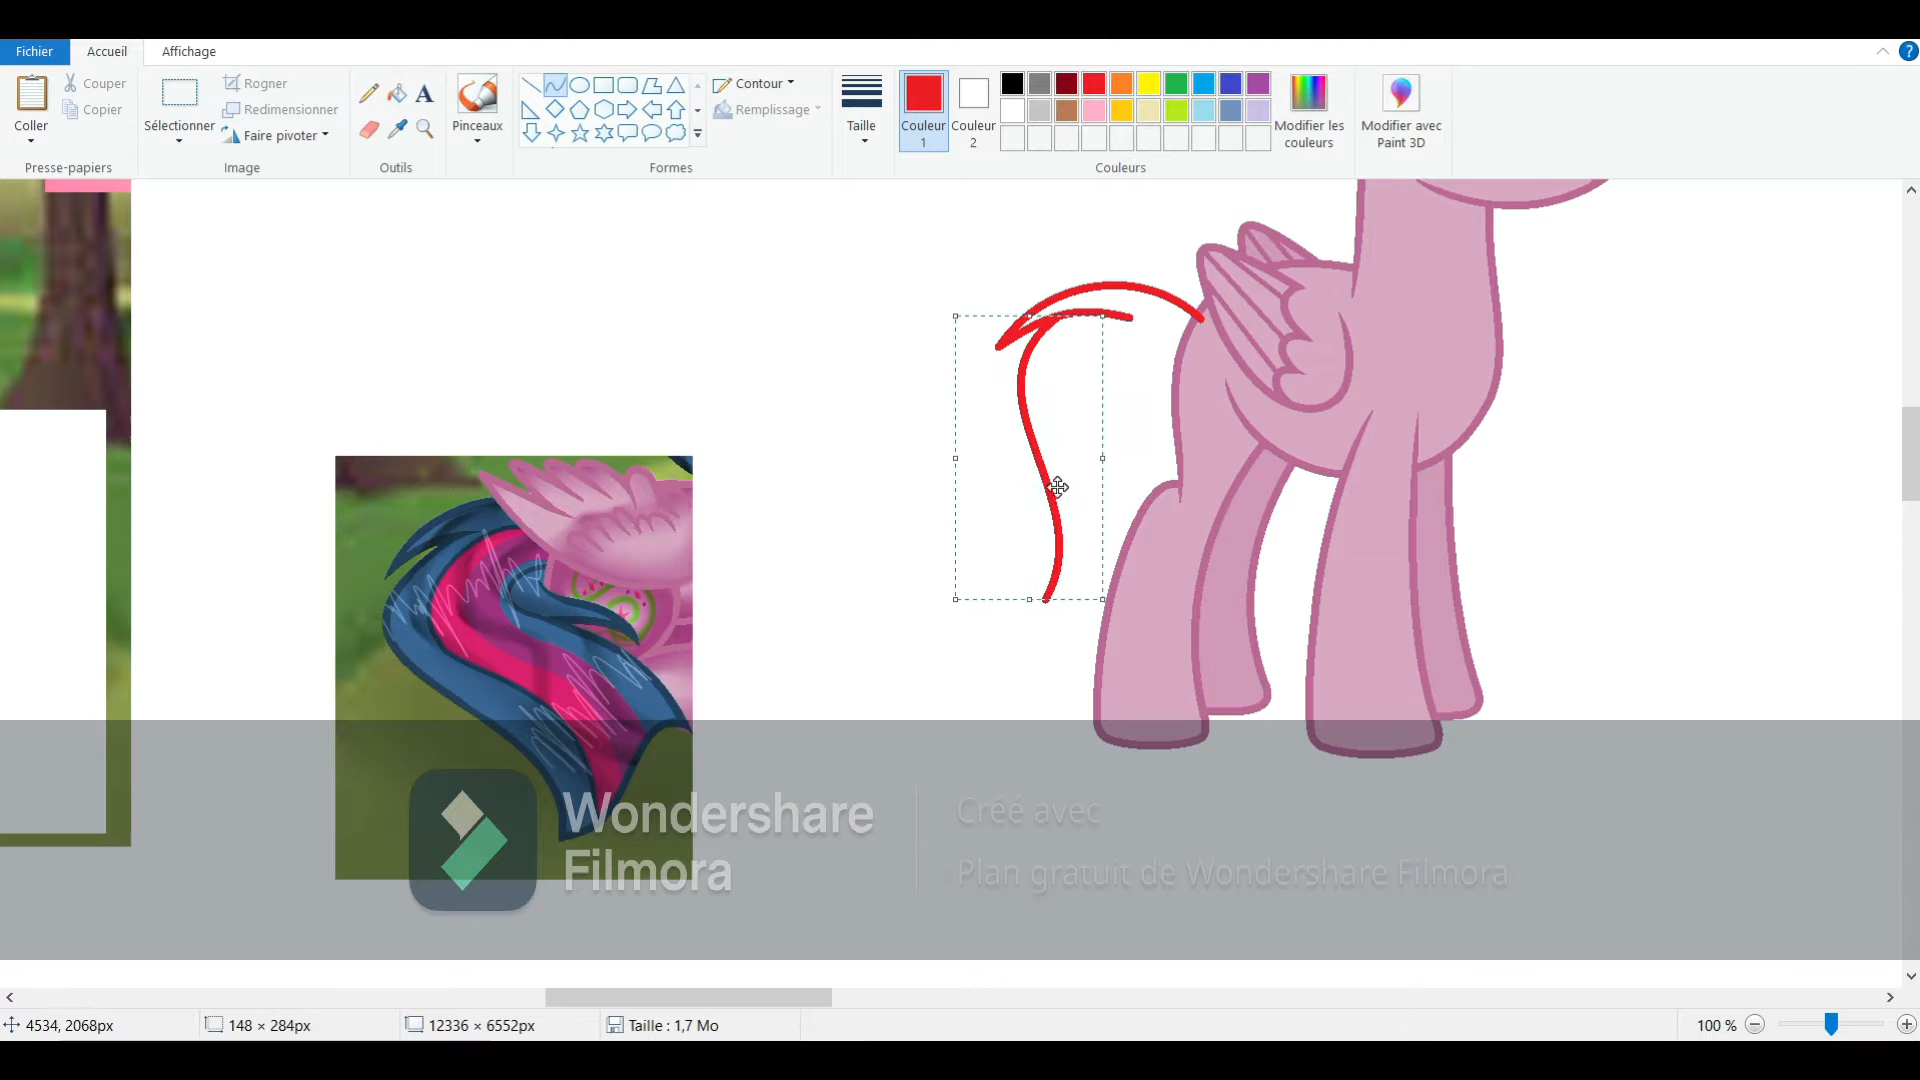 Fichier Accueil Affichage
?
Coller
Couper
Copier
Presse-papiers
Sélectionner
Rogner
Redimensionner
Faire pivoter
Image
A
Outils
Pinceaux
Contour
Remplissage
Formes
Taille
Couleur 1
Couleur 2
Modifier les couleurs
Couleurs
Modifier avec Paint 3D
Wondershare
Filmora
Créé avec
Plan gratuit de Wondershare Filmora
4534, 2068px
148 × 284px
12336 × 6552px
Taille : 1,7 Mo
100 %